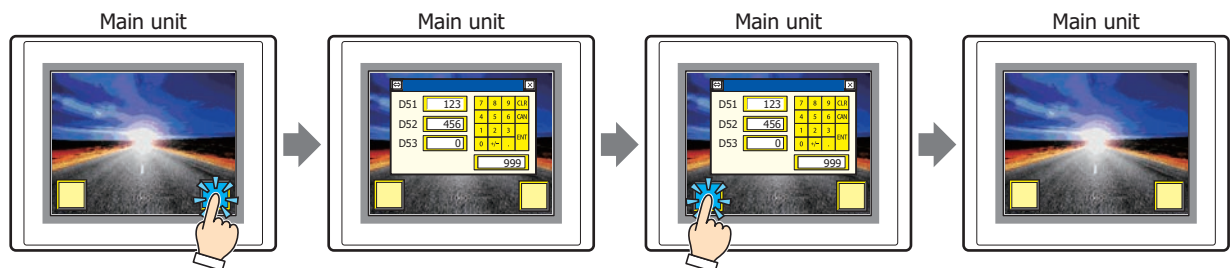 Main unit
Main unit
Main unit
Main unit
D51 123
D52 456
D53 0
7 8 9 CLR
4 5 6 CAN
1 2 3
0 +/- . ENT
999
D51 123
D52 456
D53 0
7 8 9 CLR
4 5 6 CAN
1 2 3
0 +/- . ENT
999